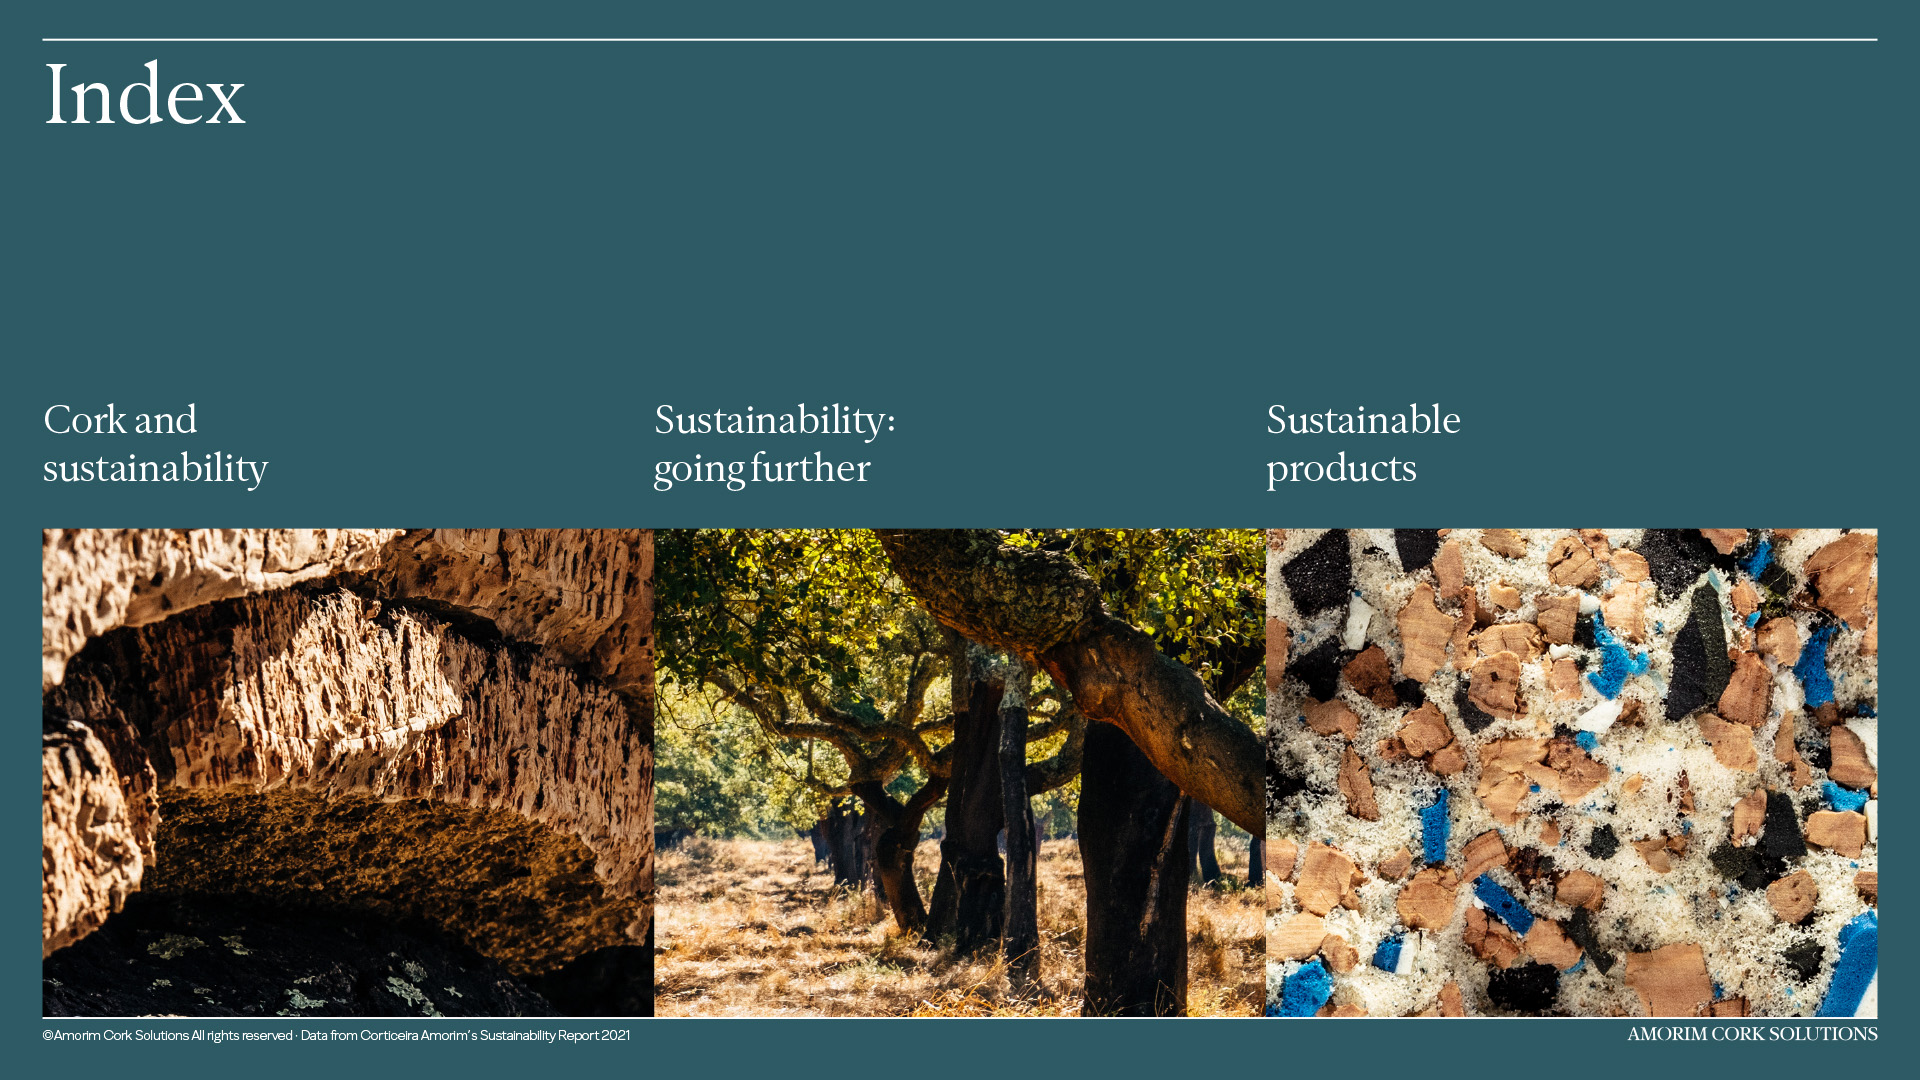 Index
Cork and
sustainability
Sustainability:
going further
Sustainable
products
©Amorim Cork Solutions All rights reserved · Data from Corticeira Amorim's Sustainability Report 2021
AMORIM CORK SOLUTIONS